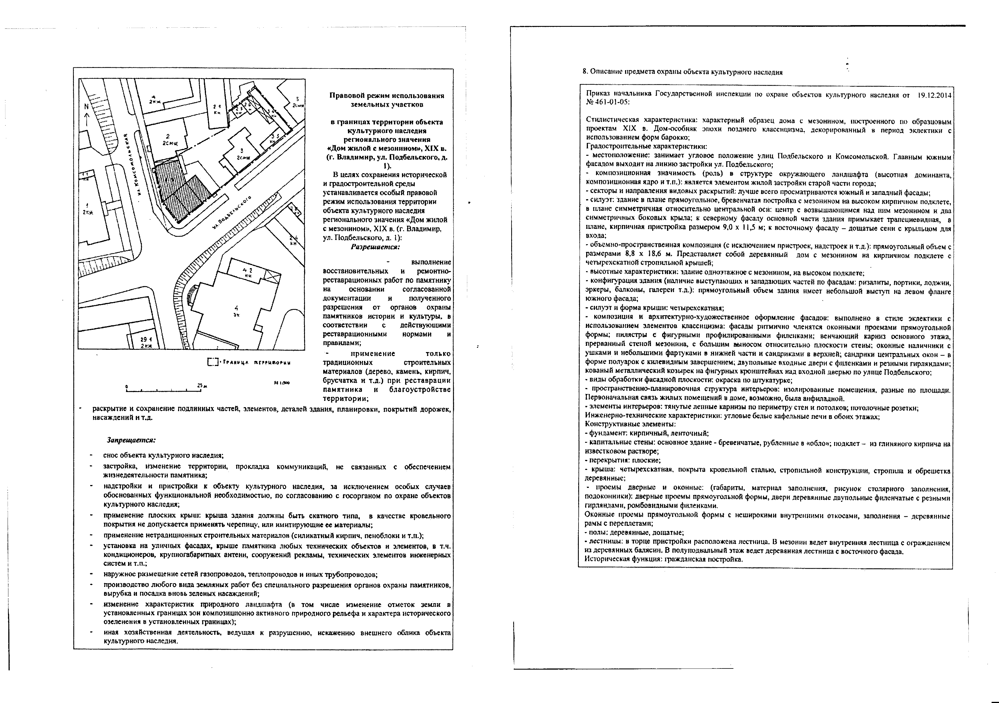 N
4
2кж
21
кн
25
кн
26
34
кн
5
2смж
2
2смж
35
кн
3
2смж
ул. Комсомольская
11
кн
1
2кж
ул. Подбельского
24
кн
42
кн
4
3к
291
2кж
Граница территории
0
25м
М 1:500
Правовой режим использования
земельных участков
в границах территории объекта
культурного наследия
регионального значения
«Дом жилой с мезонином», XIX в.
(г. Владимир, ул. Подбельского, д.
1).
В целях сохранения исторической
и градостроительной среды
устанавливается особый правовой
режим использования территории
объекта культурного наследия
регионального значения «Дом жилой
с мезонином», XIX в. (г. Владимир,
ул. Подбельского, д. 1):
Разрешается:
- выполнение
восстановительных и ремонтно-
реставрационных работ по памятнику
на основании согласованной
документации и полученного
разрешения от органов охраны
памятников истории и культуры, в
соответствии с действующими
реставрационными нормами и
правилами;
- применение только
традиционных строительных
материалов (дерево, камень, кирпич,
брусчатка и т.д.) при реставрации
памятника и благоустройстве
территории;
- раскрытие и сохранение подлинных частей, элементов, деталей здания, планировки, покрытий дорожек,
насаждений и т.д.
Запрещается:
- снос объекта культурного наследия;
- застройка, изменение территории, прокладка коммуникаций, не связанных с обеспечением
жизнедеятельности памятника;
- надстройки и пристройки к объекту культурного наследия, за исключением особых случаев
обоснованных функциональной необходимостью, по согласованию с госорганом по охране объектов
культурного наследия;
- применение плоских крыш: крыша здания должны быть скатного типа, в качестве кровельного
покрытия не допускается применять черепицу, или имитирующие ее материалы;
- применение нетрадиционных строительных материалов (силикатный кирпич, пеноблоки и т.п.);
- установка на уличных фасадах, крыше памятника любых технических объектов и элементов, в т.ч.
кондиционеров, крупногабаритных антенн, сооружений рекламы, технических элементов инженерных
систем и т.п.;
- наружное размещение сетей газопроводов, теплопроводов и иных трубопроводов;
- производство любого вида земляных работ без специального разрешения органов охраны памятников,
вырубка и посадка вновь зеленых насаждений;
- изменение характеристик природного ландшафта (в том числе изменение отметок земли в
установленных границах зон композиционно активного природного рельефа и характера исторического
озеленения в установленных границах);
- иная хозяйственная деятельность, ведущая к разрушению, искажению внешнего облика объекта
культурного наследия.
8. Описание предмета охраны объекта культурного наследия
Приказ начальника Государственной инспекции по охране объектов культурного наследия от 19.12.2014
№ 461-01-05:
Стилистическая характеристика: характерный образец дома с мезонином, построенного по образцовым
проектам XIX в. Дом-особняк эпохи позднего классицизма, декорированный в период эклектики с
использованием форм барокко;
Градостроительные характеристики:
- местоположение: занимает угловое положение улиц Подбельского и Комсомольской. Главным южным
фасадом выходит на линию застройки ул. Подбельского;
- композиционная значимость (роль) в структуре окружающего ландшафта (высотная доминанта,
композиционная ядро и т.п.): является элементом жилой застройки старой части города;
- секторы и направления видовых раскрытий: лучше всего просматриваются южный и западный фасады;
- силуэт: здание в плане прямоугольное, бревенчатая постройка с мезонином на высоком кирпичном подклете,
в плане симметричная относительно центральной оси: центр с возвышающимся над ним мезонином и два
симметричных боковых крыла; к северному фасаду основной части здания примыкает трапециевидная, в
плане, кирпичная пристройка размером 9,0 х 11,5 м; к восточному фасаду – дощатые сени с крыльцом для
входа;
- объемно-пространственная композиция (с исключением пристроек, надстроек и т.д.): прямоугольный объем с
размерами 8,8 х 18,6 м. Представляет собой деревянный дом с мезонином на кирпичном подклете с
четырехскатной стропильной крышей;
- высотные характеристики: здание одноэтажное с мезонином, на высоком подклете;
- конфигурация здания (наличие выступающих и западающих частей по фасадам: ризалиты, портики, лоджии,
эркеры, балконы, галереи т.д.): прямоугольный объем здания имеет небольшой выступ на левом фланге
южного фасада;
- силуэт и форма крыши: четырехскатная;
- композиция и архитектурно-художественное оформление фасадов: выполнено в стиле эклектики с
использованием элементов классицизма: фасады ритмично членятся оконными проемами прямоугольной
формы; пилястры с фигурными профилированными филенками; венчающий карниз основного этажа,
прерванный стеной мезонина, с большим выносом относительно плоскости стены; оконные наличники с
ушками и небольшими фартуками в нижней части и сандриками в верхней; сандрики центральных окон – в
форме полуарок с килевидным завершением; двупольные входные двери с филенками и резными гирляндами;
кованый металлический козырек на фигурных кронштейнах над входной дверью по улице Подбельского;
- виды обработки фасадной плоскости: окраска по штукатурке;
- пространственно-планировочная структура интерьеров: изолированные помещения, разные по площади.
Первоначальная связь жилых помещений в доме, возможно, была анфиладной.
- элементы интерьеров: тянутые лепные карнизы по периметру стен и потолков; потолочные розетки;
Инженерно-технические характеристики: угловые белые кафельные печи в обоих этажах;
Конструктивные элементы:
- фундамент: кирпичный, ленточный;
- капитальные стены: основное здание - бревенчатые, рубленные в «обло»; подклет – из глиняного кирпича на
известковом растворе;
- перекрытия: плоские;
- крыша: четырехскатная, покрыта кровельной сталью, стропильной конструкции, стропила и обрешетка
деревянные;
- проемы дверные и оконные: (габариты, материал заполнения, рисунок столярного заполнения,
подоконники): дверные проемы прямоугольной формы, двери деревянные двупольные филенчатые с резными
гирляндами, ромбовидными филенками.
Оконные проемы прямоугольной формы с неширокими внутренними откосами, заполнения – деревянные
рамы с переплетами;
- полы: деревянные, дощатые;
- лестницы: в торце пристройки расположена лестница. В мезонин ведет внутренняя лестница с ограждением
из деревянных балясин. В полуподвальный этаж ведет деревянная лестница с восточного фасада.
Историческая функция: гражданская постройка.